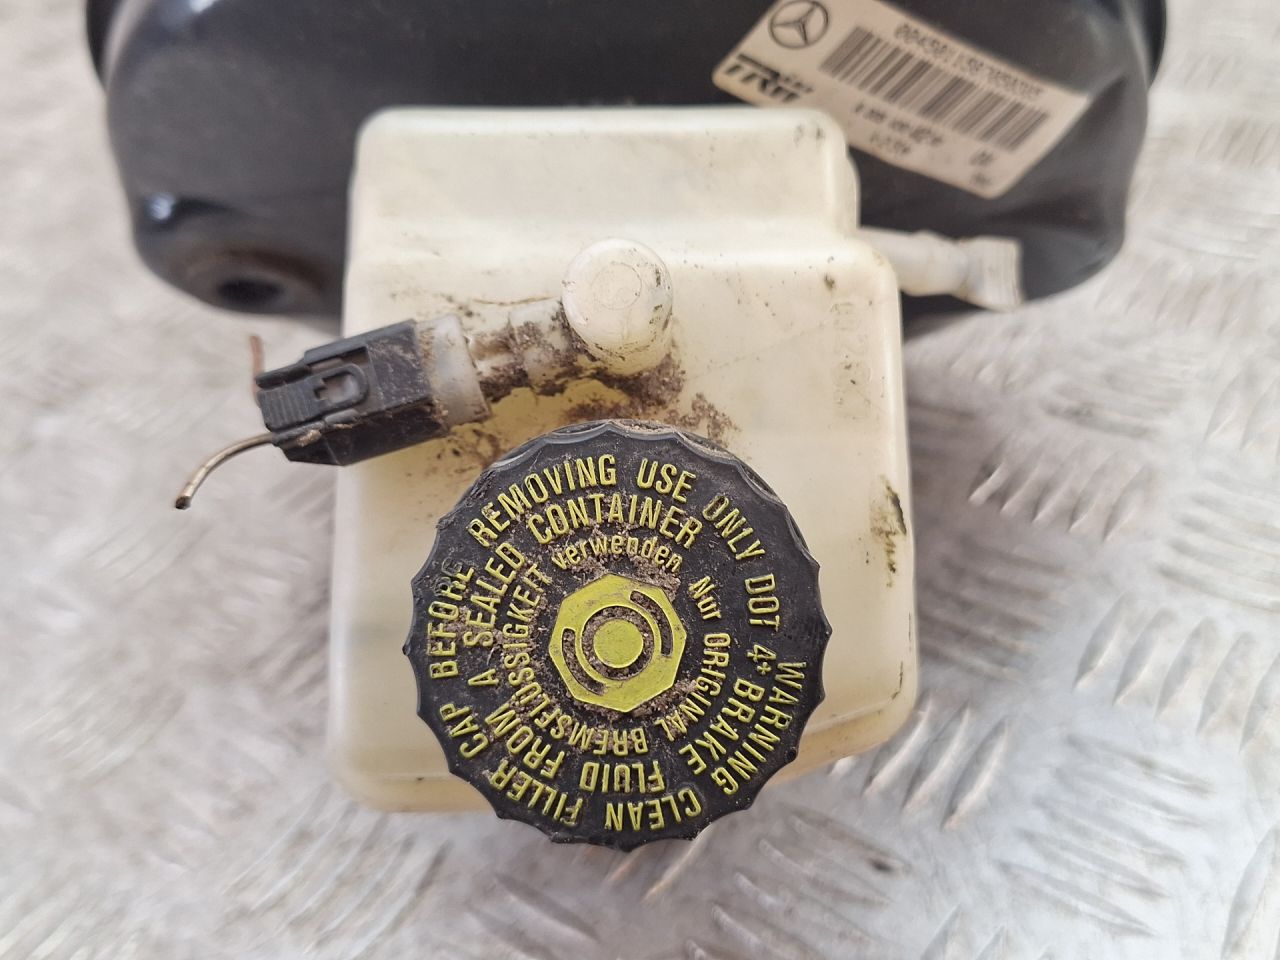 TRW
WARNING CLEAN FILLER CAP BEFORE REMOVING USE ONLY DOT 4+ BRAKE
FLUID FROM A SEALED CONTAINER
Nur ORIGINAL BREMSFLÜSSIGKEIT verwenden